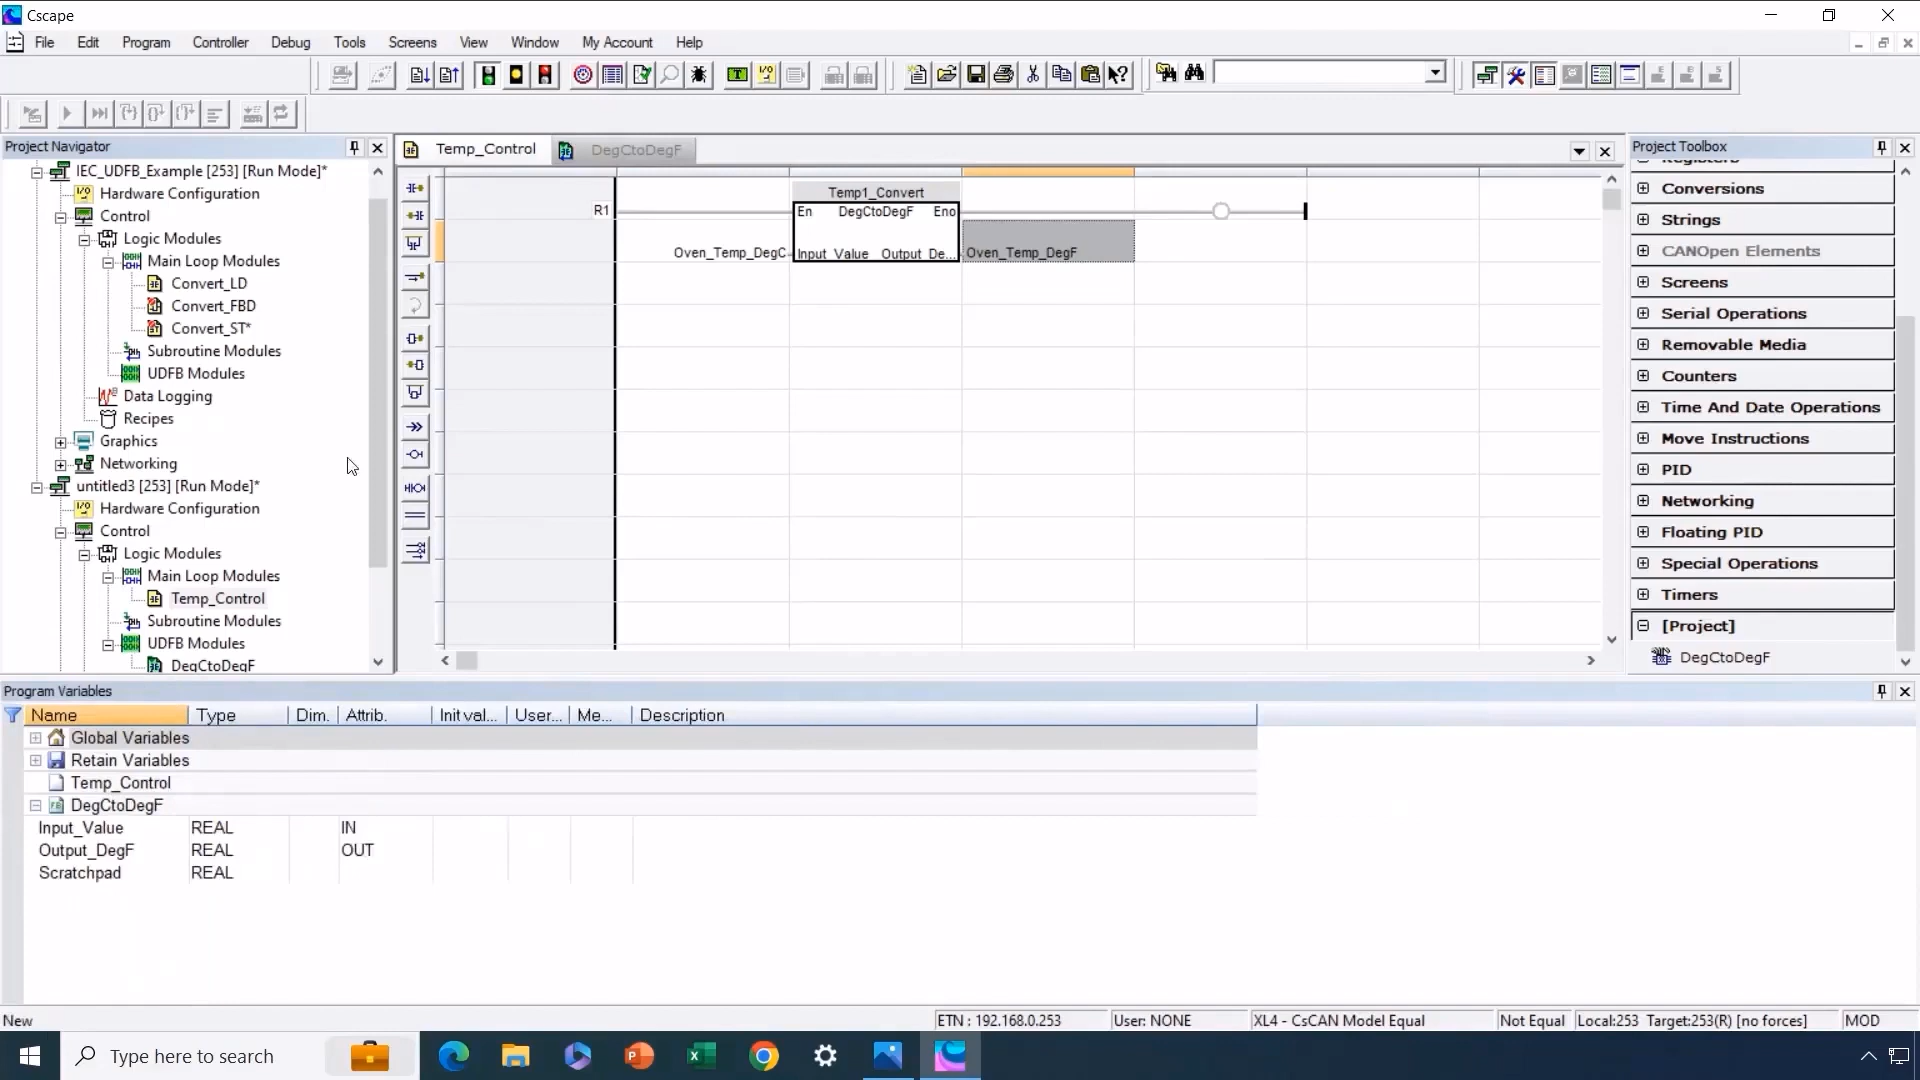 Cscape
File Edit Program Controller Debug Tools Screens View Window My Account Help
Project Navigator
IEC_UDFB_Example [253] [Run Mode]*
Hardware Configuration
Control
Logic Modules
Main Loop Modules
Convert_LD
Convert_FBD
Convert_ST*
Subroutine Modules
UDFB Modules
Data Logging
Recipes
Graphics
Networking
untitled3 [253] [Run Mode]*
Hardware Configuration
Control
Logic Modules
Main Loop Modules
Temp_Control
Subroutine Modules
UDFB Modules
DegCtoDegF
Temp_Control DegCtoDegF
Temp1_Convert
R1 En DegCtoDegF Eno
Oven_Temp_DegC Input_Value Output_De... Oven_Temp_DegF
Project Toolbox
Registers
Conversions
Strings
CANOpen Elements
Screens
Serial Operations
Removable Media
Counters
Time And Date Operations
Move Instructions
PID
Networking
Floating PID
Special Operations
Timers
[Project]
DegCtoDegF
Program Variables
Name Type Dim. Attrib. Init val... User... Me... Description
Global Variables
Retain Variables
Temp_Control
DegCtoDegF
Input_Value REAL IN
Output_DegF REAL OUT
Scratchpad REAL
New ETN : 192.168.0.253 User: NONE XL4 - CsCAN Model Equal Not Equal Local:253 Target:253(R) [no forces] MOD
Type here to search